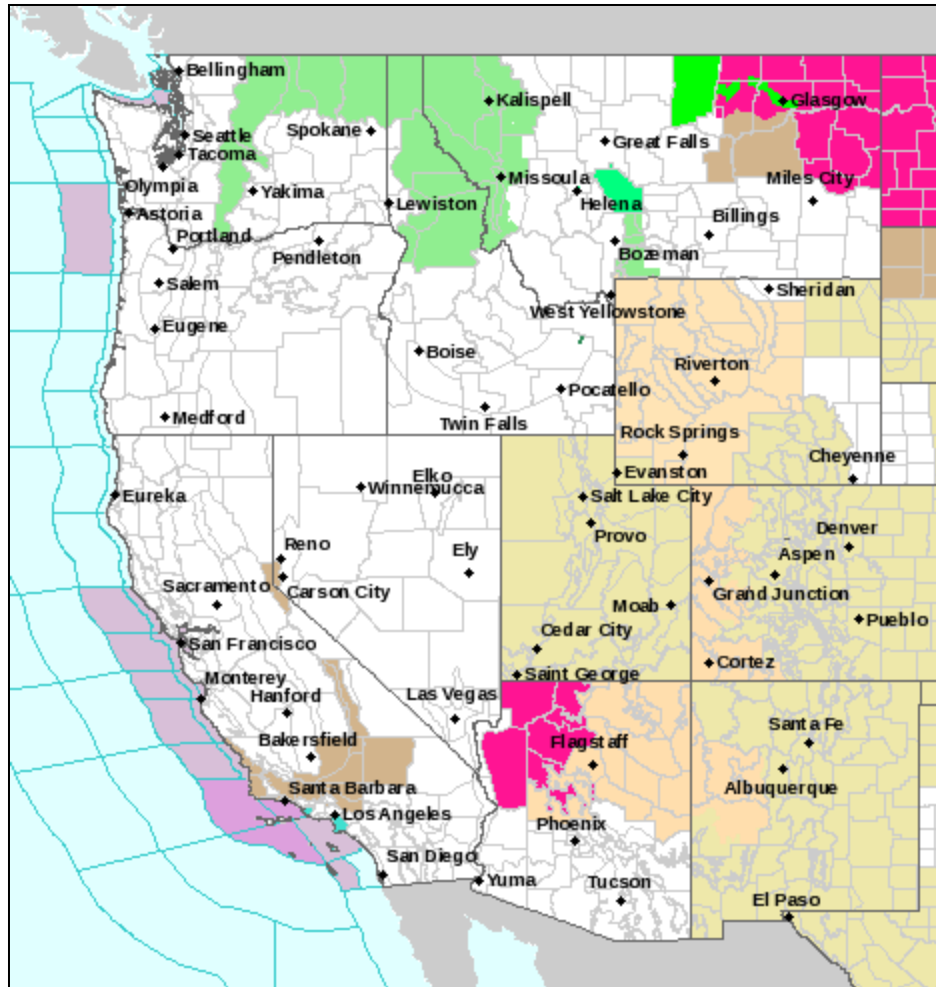 Bellingham
Kalispell
Glasgow
Seattle
Spokane
Great Falls
Tacoma
Missoula
Miles City
Olympia
Yakima
Lewiston
Helena
Astoria
Billings
Portland
Pendleton
Bozeman
Salem
Sheridan
West Yellowstone
Eugene
Boise
Riverton
Pocatello
Medford
Twin Falls
Rock Springs
Cheyenne
Elko
Evanston
Winnemucca
Eureka
Salt Lake City
Provo
Denver
Reno
Ely
Aspen
Sacramento
Carson City
Grand Junction
Moab
Pueblo
Cedar City
San Francisco
Cortez
Saint George
Monterey
Hanford
Las Vegas
Santa Fe
Bakersfield
Flagstaff
Santa Barbara
Albuquerque
Los Angeles
Phoenix
San Diego
Yuma
Tucson
El Paso